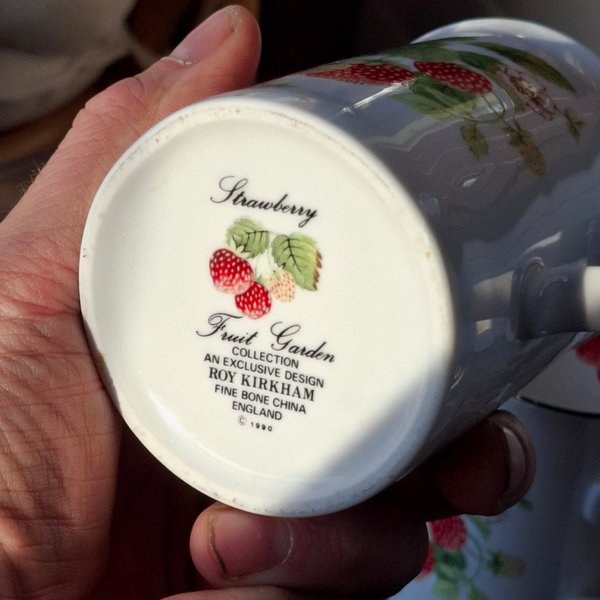 Strawberry
Fruit Garden
COLLECTION
AN EXCLUSIVE DESIGN
ROY KIRKHAM
FINE BONE CHINA
ENGLAND
© 1990